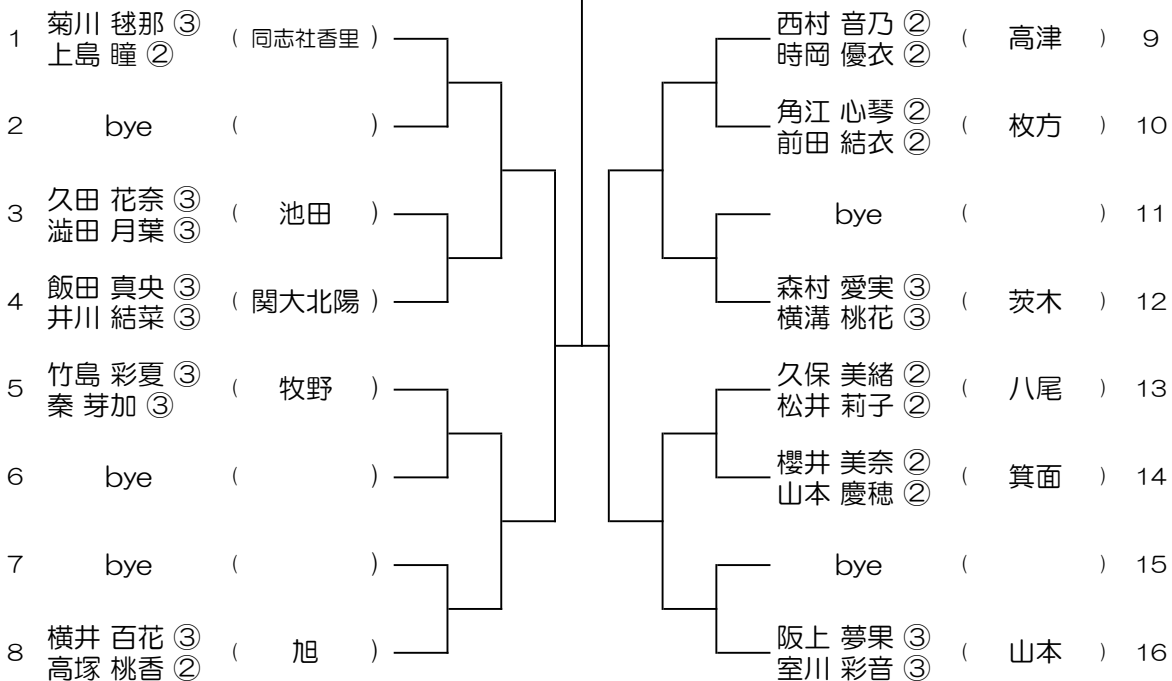 1 菊川 毬那 ③ ( 同志社香里 )
上島 瞳 ②
2 bye ( )
3 久田 花奈 ③ ( 池田 )
澁田 月葉 ③
4 飯田 真央 ③ ( 関大北陽 )
井川 結菜 ③
5 竹島 彩夏 ③ ( 牧野 )
秦 芽加 ③
6 bye ( )
7 bye ( )
8 横井 百花 ③ ( 旭 )
高塚 桃香 ②
西村 音乃 ② ( 高津 ) 9
時岡 優衣 ②
角江 心琴 ② ( 枚方 ) 10
前田 結衣 ②
bye ( ) 11
森村 愛実 ③ ( 茨木 ) 12
横溝 桃花 ③
久保 美緒 ② ( 八尾 ) 13
松井 莉子 ②
櫻井 美奈 ② ( 箕面 ) 14
山本 慶穂 ②
bye ( ) 15
阪上 夢果 ③ ( 山本 ) 16
室川 彩音 ③